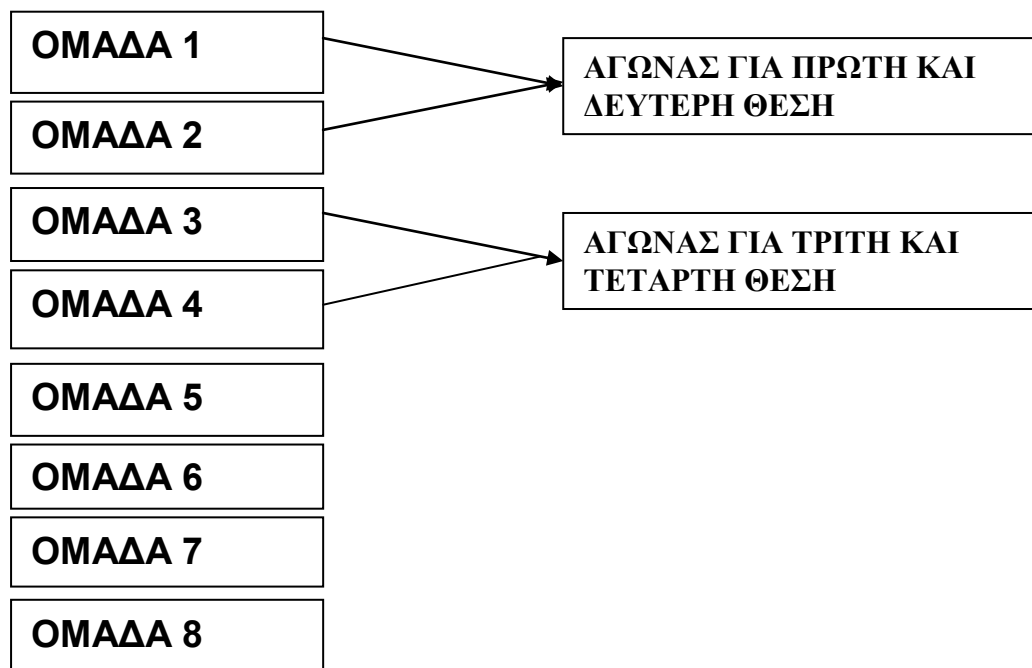 ΟΜΑΔΑ 1
ΟΜΑΔΑ 2
ΟΜΑΔΑ 3
ΟΜΑΔΑ 4
ΟΜΑΔΑ 5
ΟΜΑΔΑ 6
ΟΜΑΔΑ 7
ΟΜΑΔΑ 8
ΑΓΩΝΑΣ ΓΙΑ ΠΡΩΤΗ ΚΑΙ
ΔΕΥΤΕΡΗ ΘΕΣΗ
ΑΓΩΝΑΣ ΓΙΑ ΤΡΙΤΗ ΚΑΙ
ΤΕΤΑΡΤΗ ΘΕΣΗ